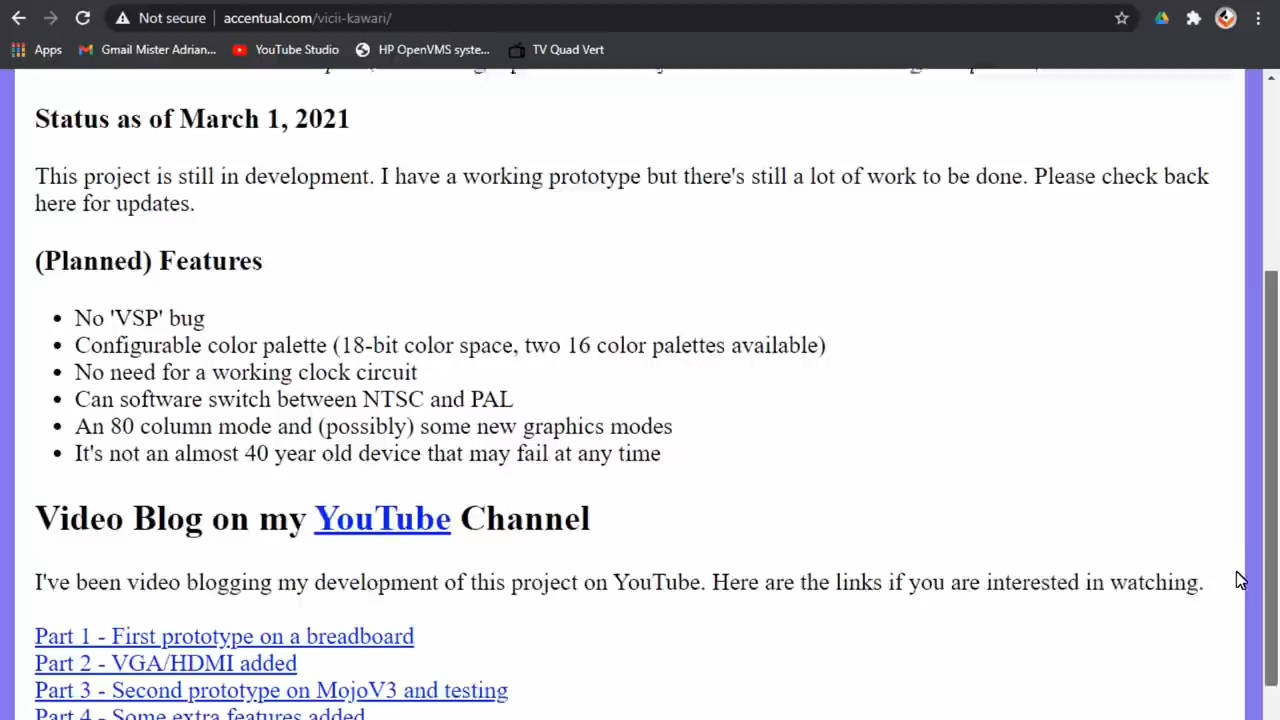 Not secure accentual.com/vicii-kawari/
Apps Gmail Mister Adrian... YouTube Studio HP OpenVMS syste... TV Quad Vert
Status as of March 1, 2021
This project is still in development. I have a working prototype but there's still a lot of work to be done. Please check back
here for updates.
(Planned) Features
• No 'VSP' bug
• Configurable color palette (18-bit color space, two 16 color palettes available)
• No need for a working clock circuit
• Can software switch between NTSC and PAL
• An 80 column mode and (possibly) some new graphics modes
• It's not an almost 40 year old device that may fail at any time
Video Blog on my YouTube Channel
I've been video blogging my development of this project on YouTube. Here are the links if you are interested in watching.
Part 1 - First prototype on a breadboard
Part 2 - VGA/HDMI added
Part 3 - Second prototype on MojoV3 and testing
Part 4 - Some extra features added